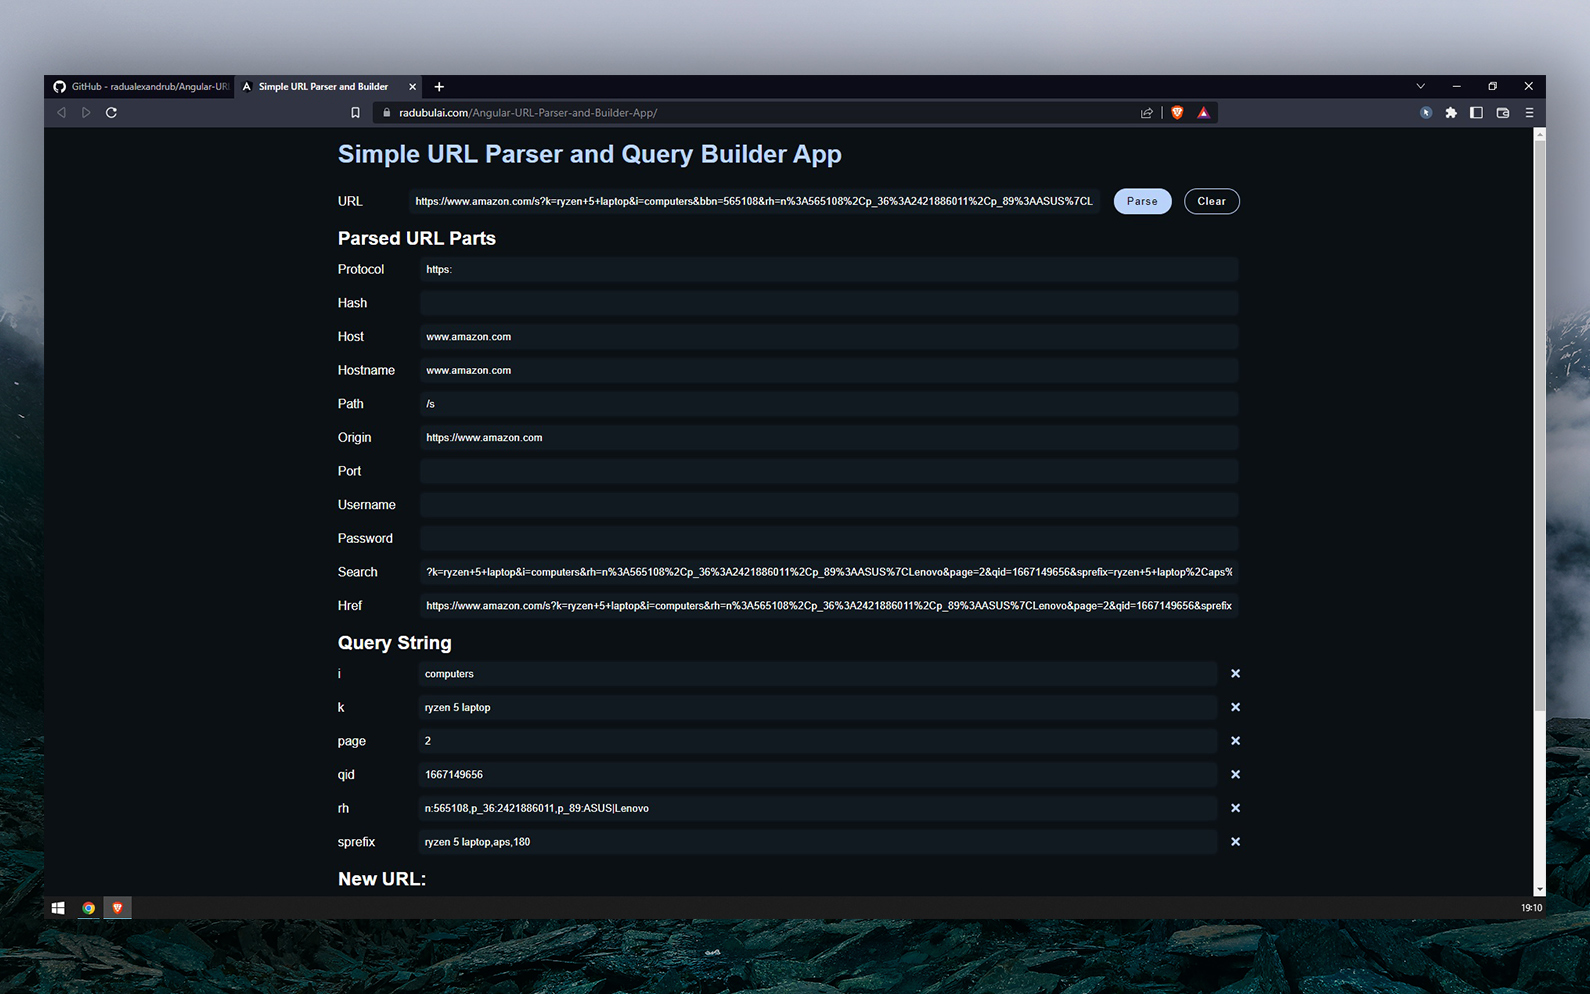 GitHub - radualexandrub/Angular-URL
Simple URL Parser and Builder
radubulai.com/Angular-URL-Parser-and-Builder-App/
Simple URL Parser and Query Builder App
URL https://www.amazon.com/s?k=ryzen+5+laptop&i=computers&bbn=565108&rh=n%3A565108%2Cp_36%3A2421886011%2Cp_89%3AASUS%7CL Parse Clear
Parsed URL Parts
Protocol https:
Hash
Host www.amazon.com
Hostname www.amazon.com
Path /s
Origin https://www.amazon.com
Port
Username
Password
Search ?k=ryzen+5+laptop&i=computers&rh=n%3A565108%2Cp_36%3A2421886011%2Cp_89%3AASUS%7CLenovo&page=2&qid=1667149656&sprefix=ryzen+5+laptop%2Caps%
Href https://www.amazon.com/s?k=ryzen+5+laptop&i=computers&rh=n%3A565108%2Cp_36%3A2421886011%2Cp_89%3AASUS%7CLenovo&page=2&qid=1667149656&sprefix
Query String
i computers
k ryzen 5 laptop
page 2
qid 1667149656
rh n:565108,p_36:2421886011,p_89:ASUS|Lenovo
sprefix ryzen 5 laptop,aps,180
New URL:
19:10